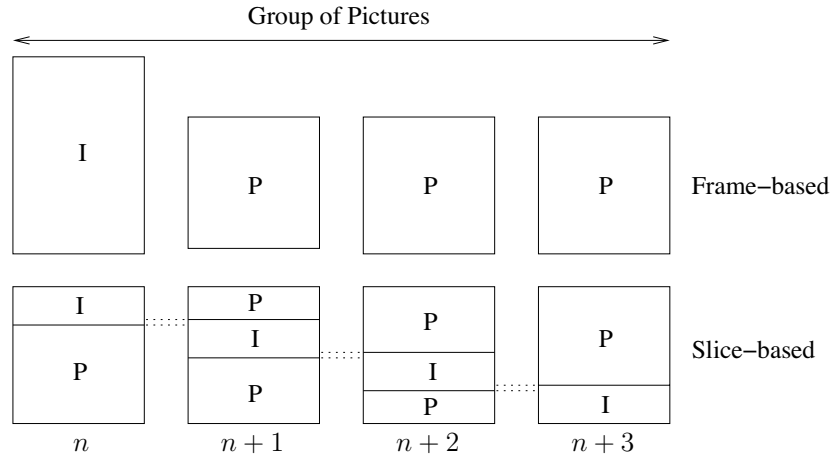 Group of Pictures
I
P
P
P
Frame−based
I
P
P
I
P
P
I
P
P
I
Slice−based
n
n + 1
n + 2
n + 3